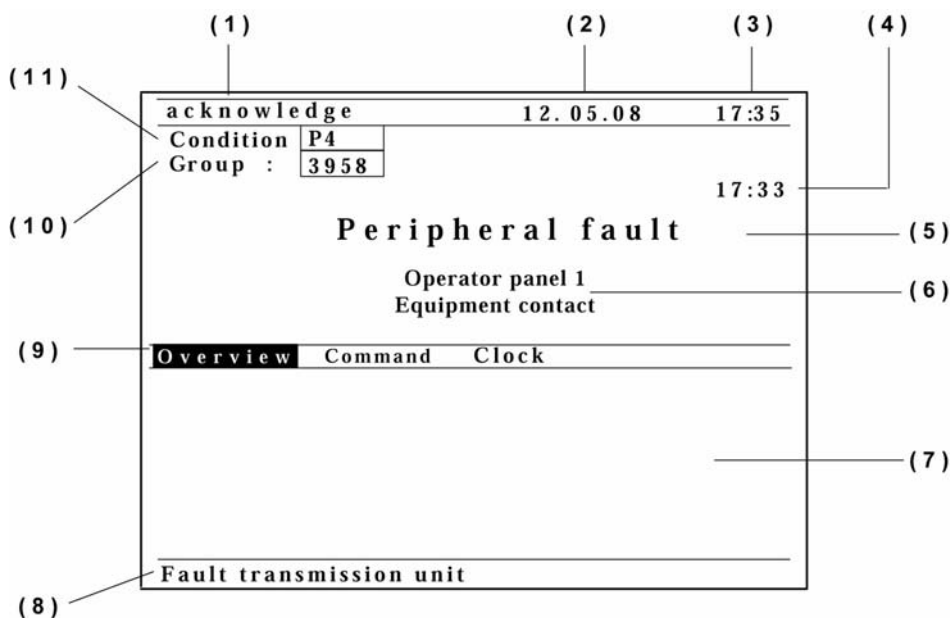 (1) (2) (3) (4)
(11)
acknowledge 12.05.08 17:35
Condition P4
Group : 3958
17:33
(10)
Peripheral fault (5)
Operator panel 1
(6)
Equipment contact
(9) Overview Command Clock
(7)
Fault transmission unit
(8)